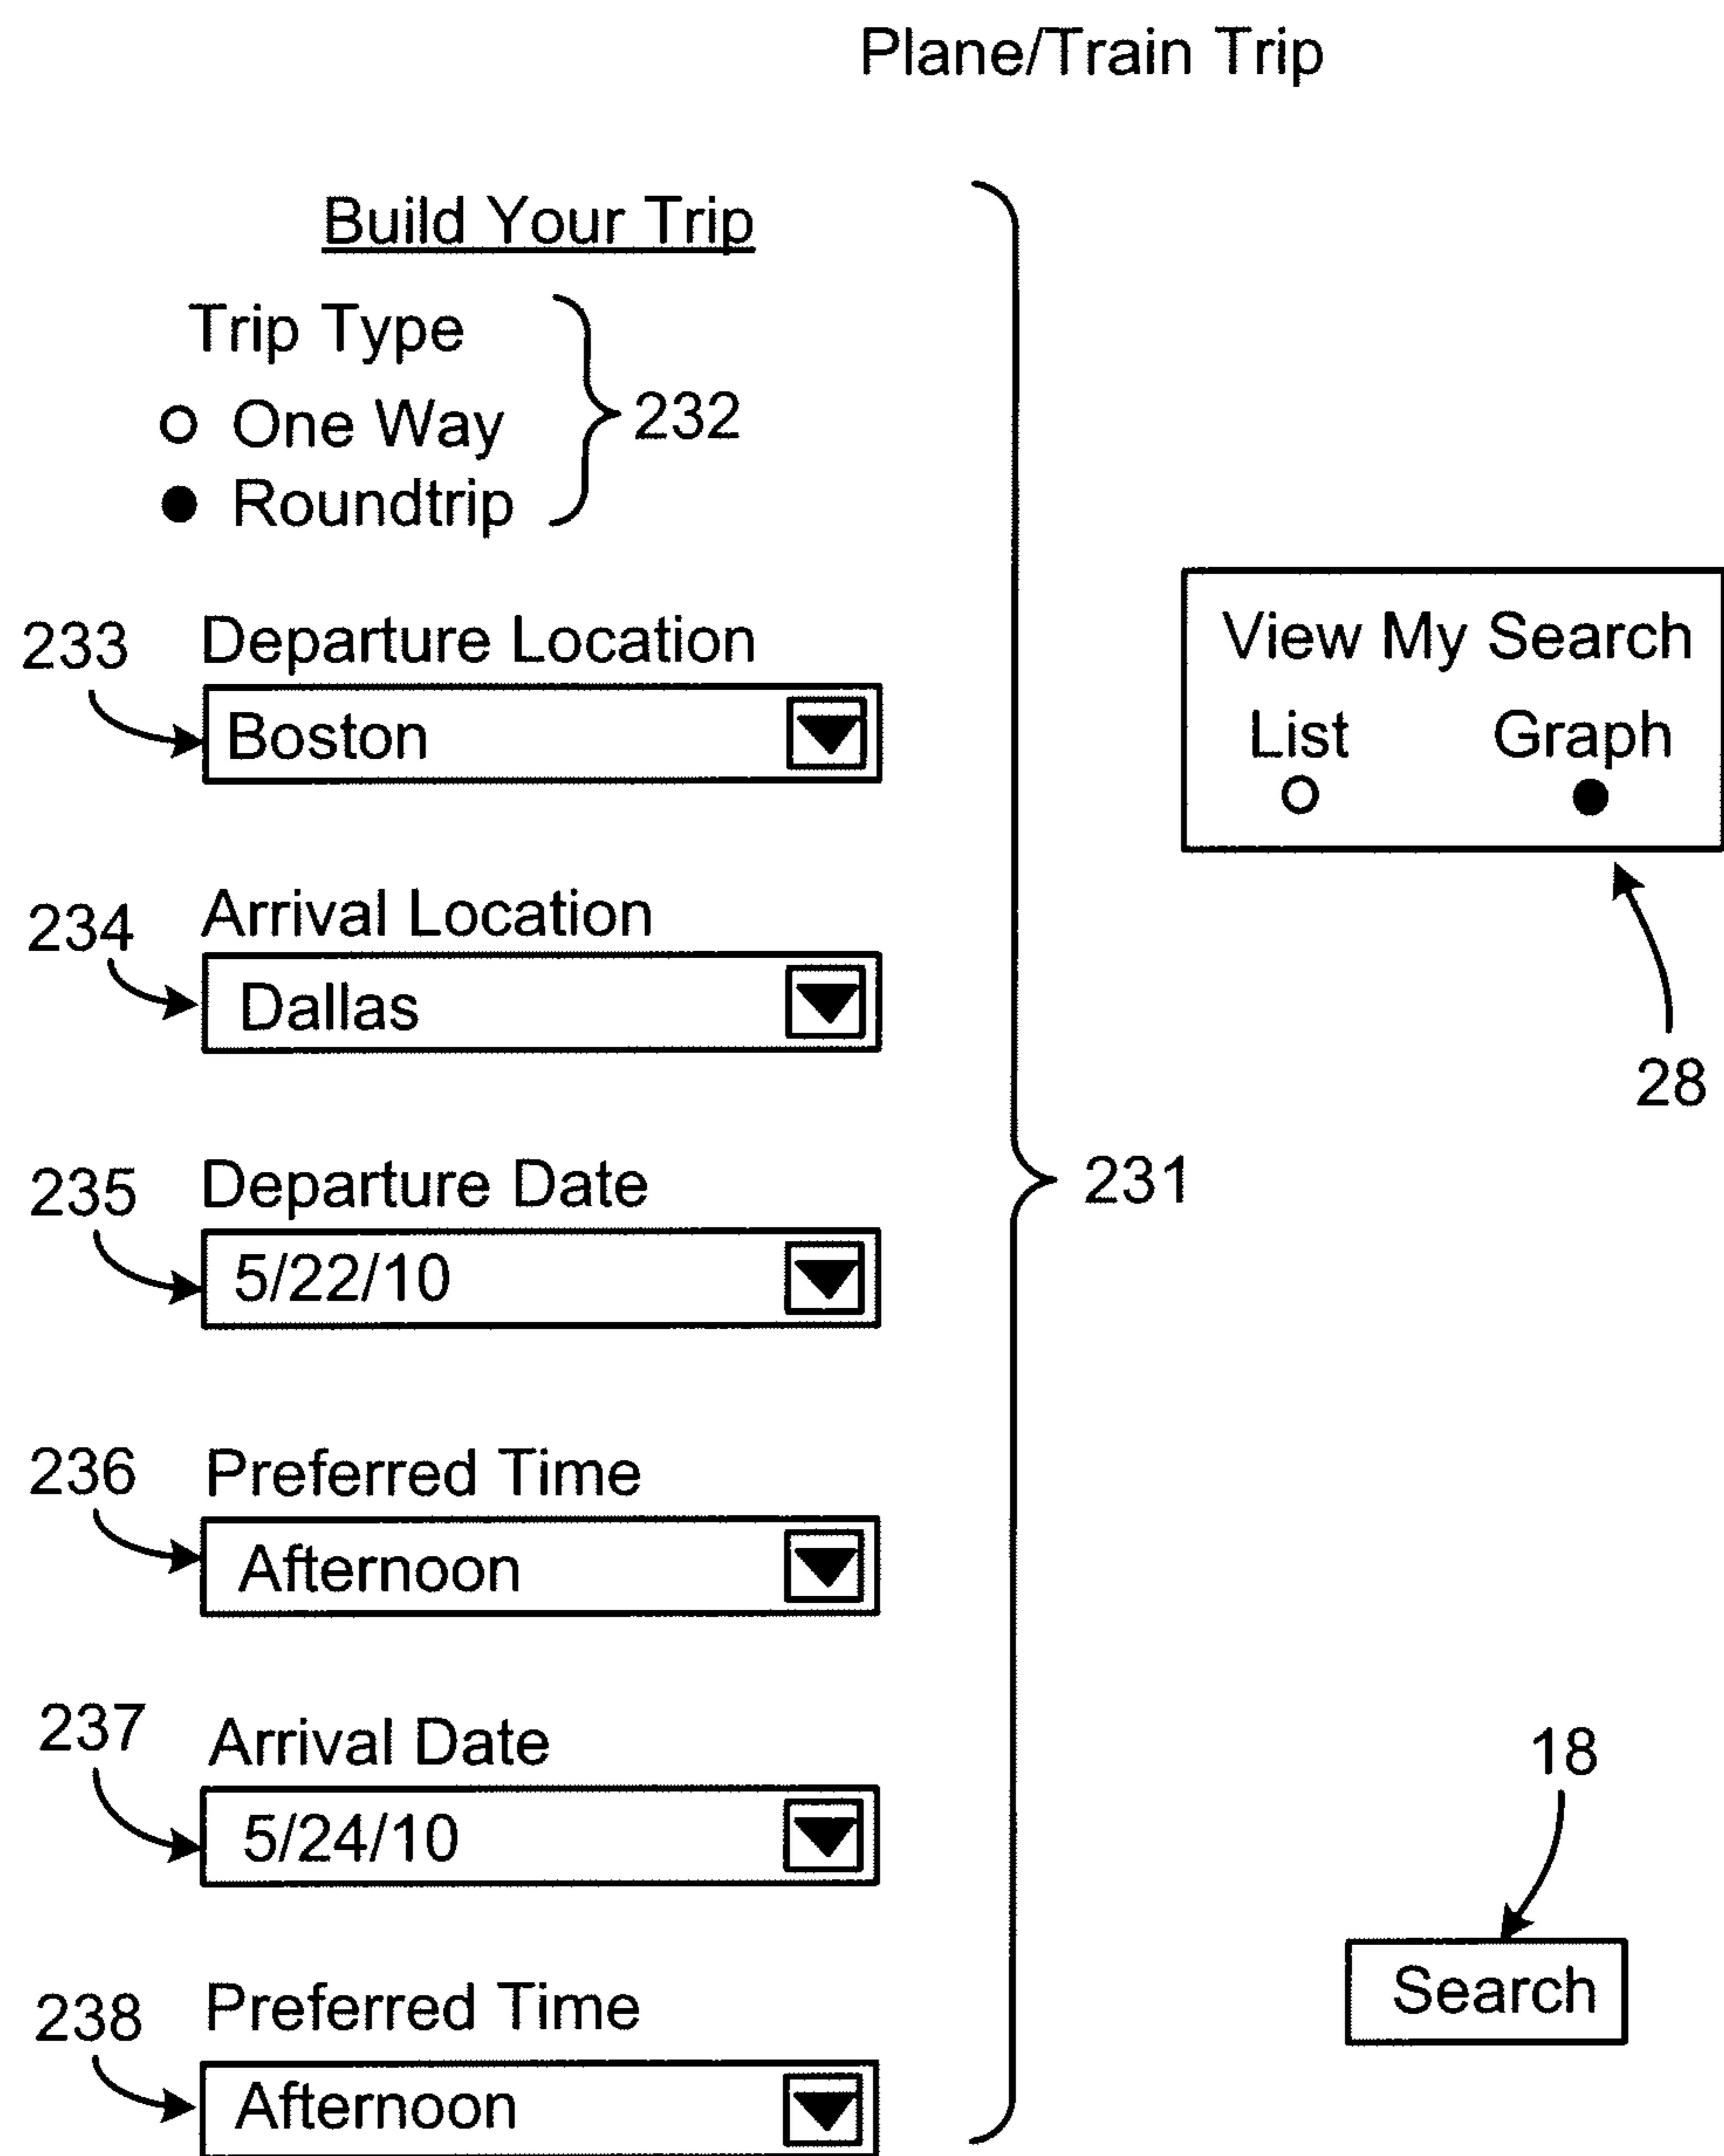 Plane/Train Trip
Build Your Trip
Trip Type
One Way
Roundtrip
232
233
Departure Location
Boston
234
Arrival Location
Dallas
235
Departure Date
5/22/10
236
Preferred Time
Afternoon
237
Arrival Date
5/24/10
238
Preferred Time
Afternoon
231
View My Search
List Graph
28
18
Search